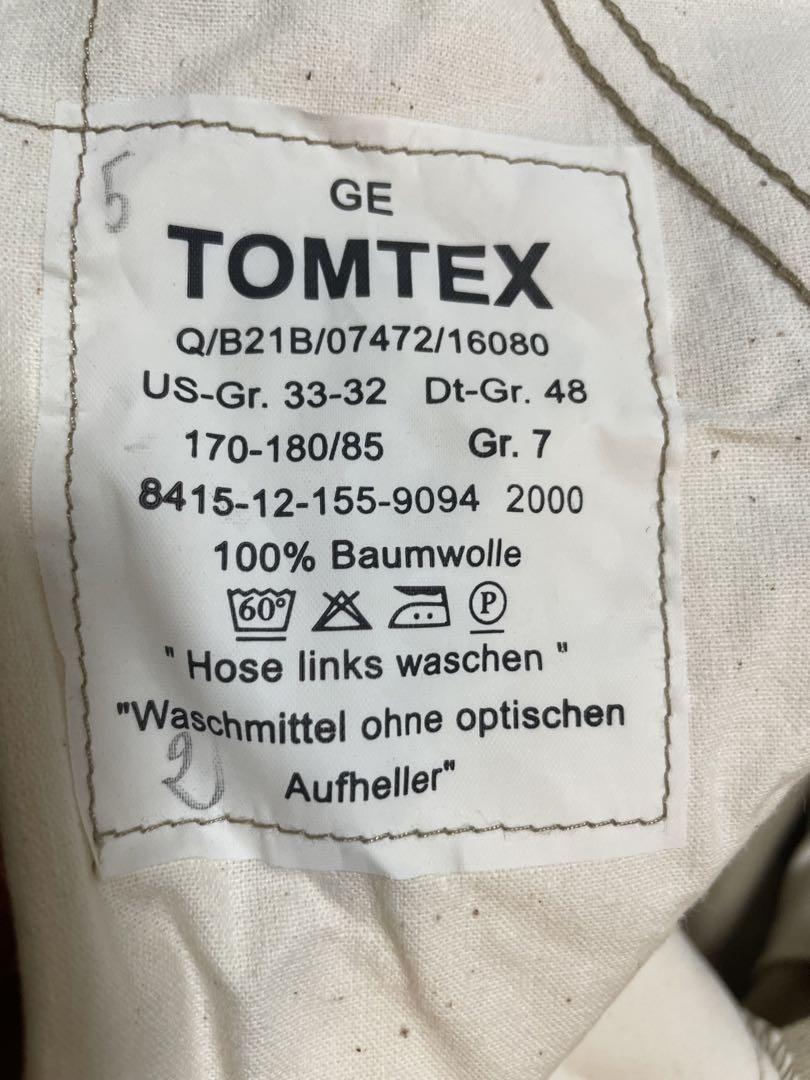 5
GE
TOMTEX
Q/B21B/07472/16080
US-Gr. 33-32 Dt-Gr. 48
170-180/85 Gr. 7
8415-12-155-9094 2000
100% Baumwolle
60° P
" Hose links waschen "
"Waschmittel ohne optischen
Aufheller"
2